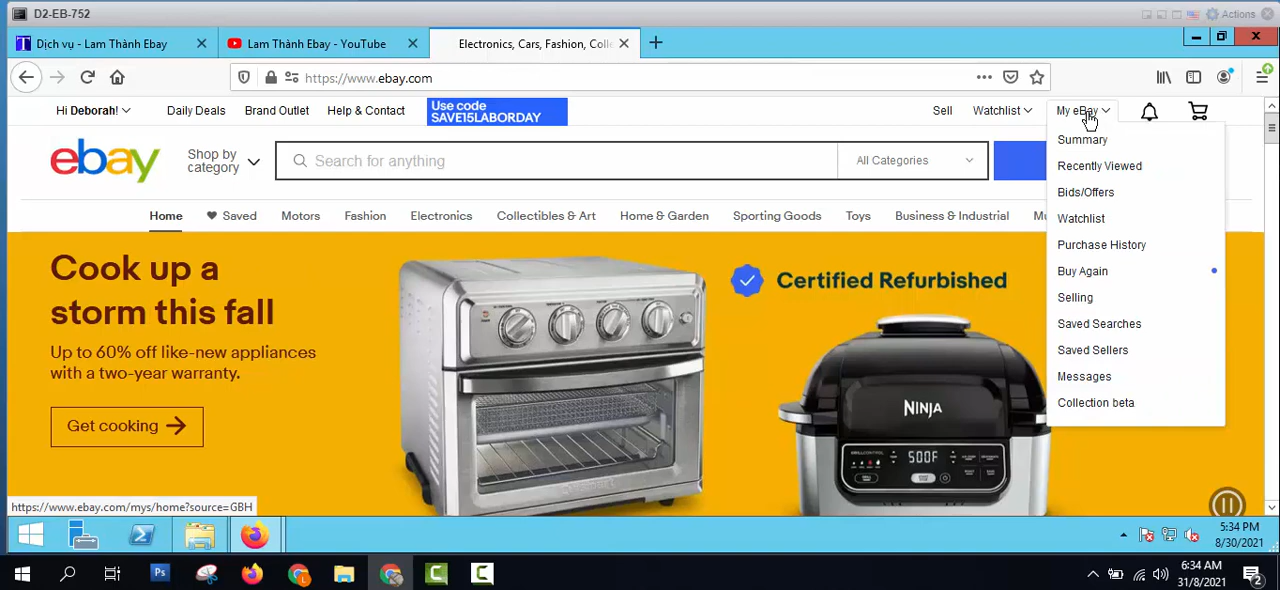 D2-EB-752
Actions
Dịch vụ - Lam Thành Ebay
Lam Thành Ebay - YouTube
Electronics, Cars, Fashion, Colle
https://www.ebay.com
Hi Deborah!
Daily Deals
Brand Outlet
Help & Contact
Use code
SAVE15LABORDAY
Sell
Watchlist
My eBay
ebay
Shop by
category
Search for anything
All Categories
Summary
Recently Viewed
Bids/Offers
Watchlist
Purchase History
Buy Again
Selling
Saved Searches
Saved Sellers
Messages
Collection beta
Home
Saved
Motors
Fashion
Electronics
Collectibles & Art
Home & Garden
Sporting Goods
Toys
Business & Industrial
Mu
Cook up a
storm this fall
Up to 60% off like-new appliances
with a two-year warranty.
Get cooking
Certified Refurbished
NINJA
500F
https://www.ebay.com/mys/home?source=GBH
5:34 PM
8/30/2021
Ps
6:34 AM
31/8/2021
2